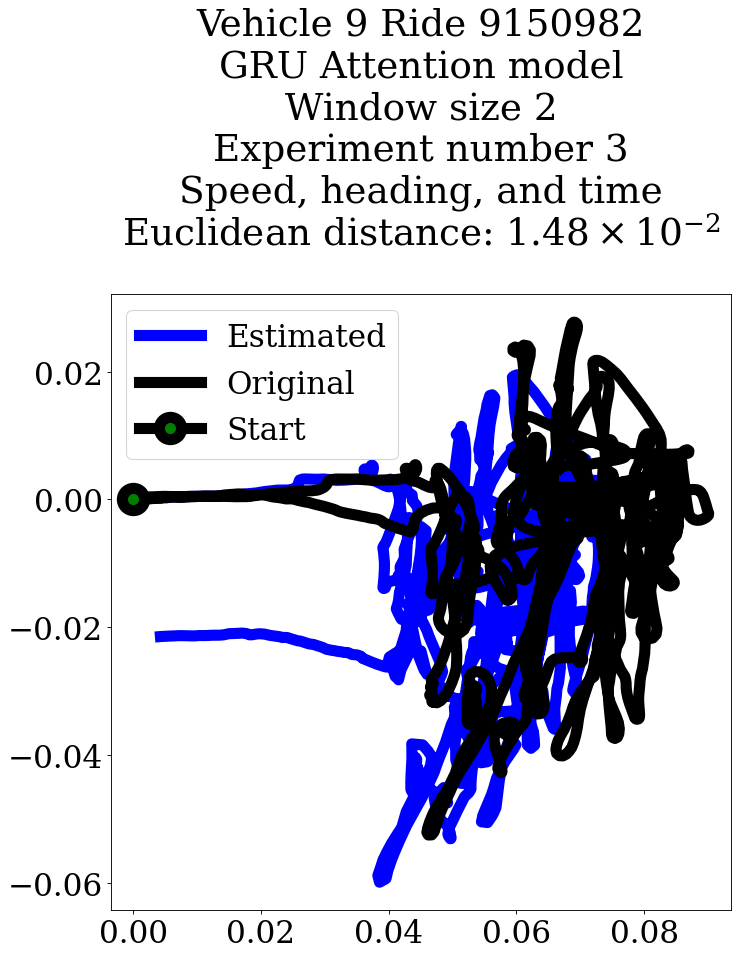 Vehicle 9 Ride 9150982
GRU Attention model
Window size 2
Experiment number 3
Speed, heading, and time
Euclidean distance: 1.48 × 10⁻²
Estimated
Original
Start
0.02
0.00
−0.02
−0.04
−0.06
0.00 0.02 0.04 0.06 0.08